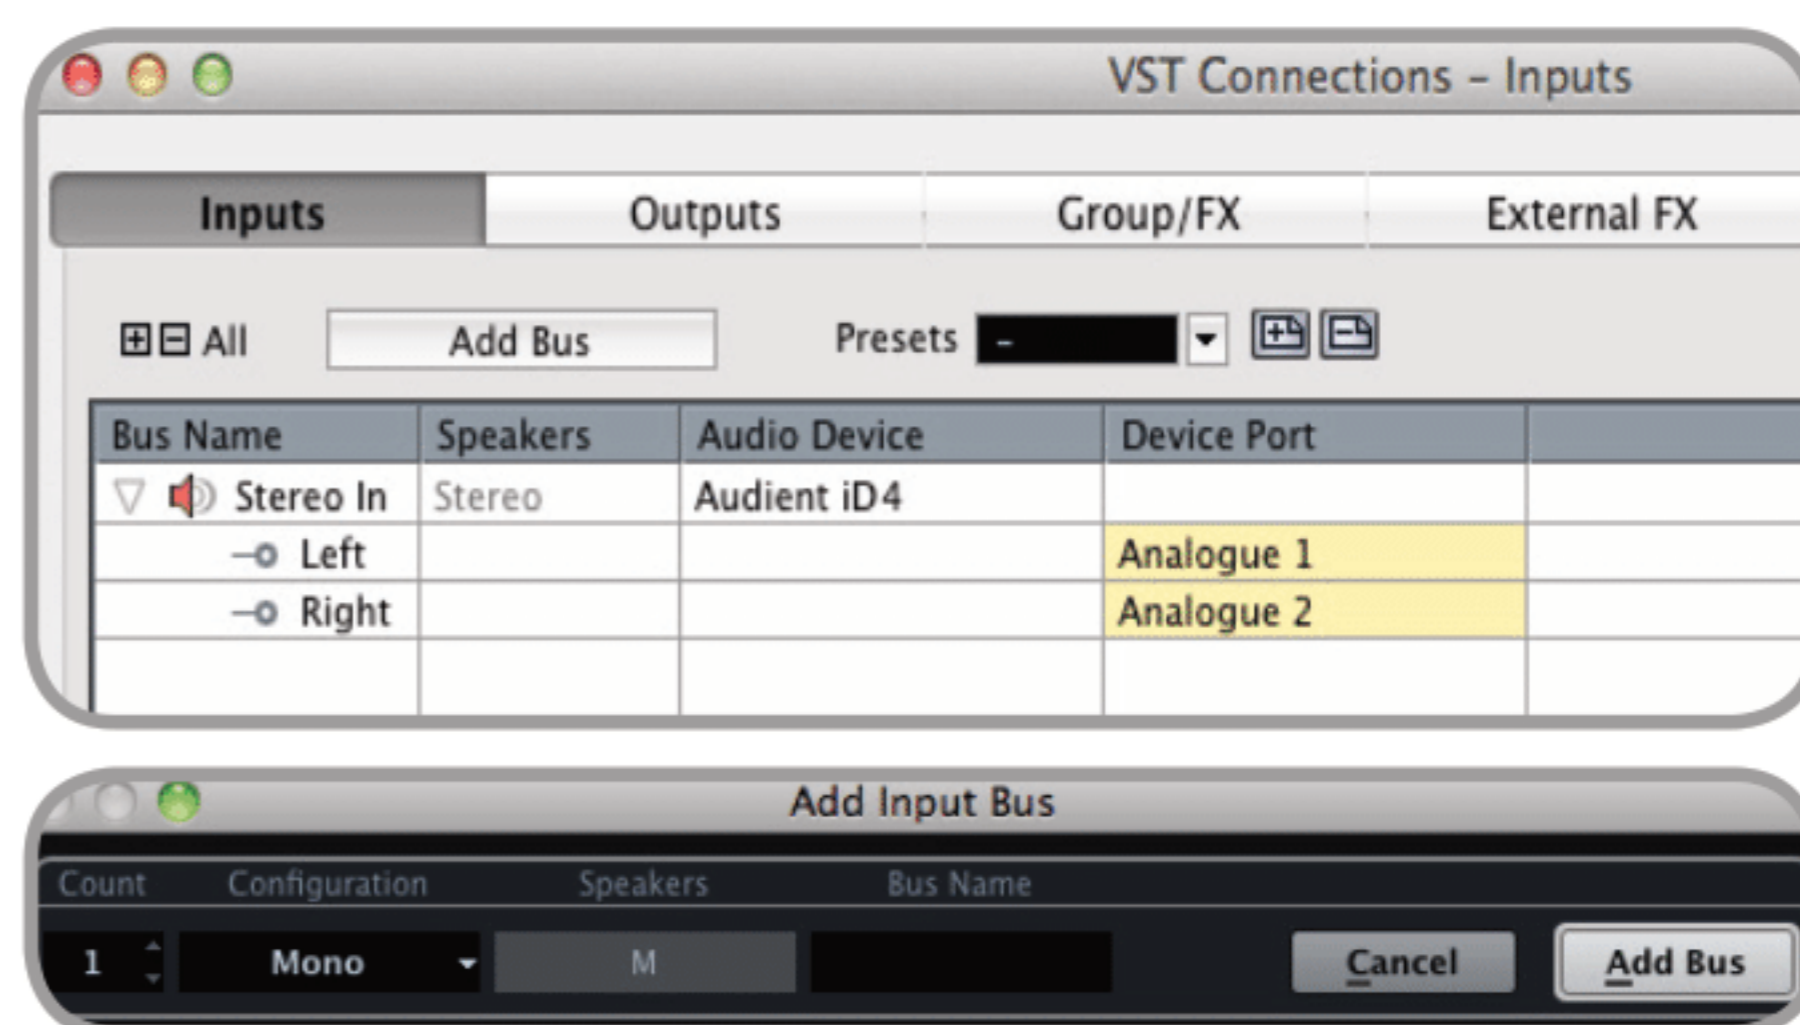 VST Connections – Inputs
Inputs Outputs Group/FX External FX
All Add Bus Presets –
Bus Name Speakers Audio Device Device Port
Stereo In Stereo Audient iD4
Left Analogue 1
Right Analogue 2
Add Input Bus
Count Configuration Speakers Bus Name
1 Mono M Cancel Add Bus